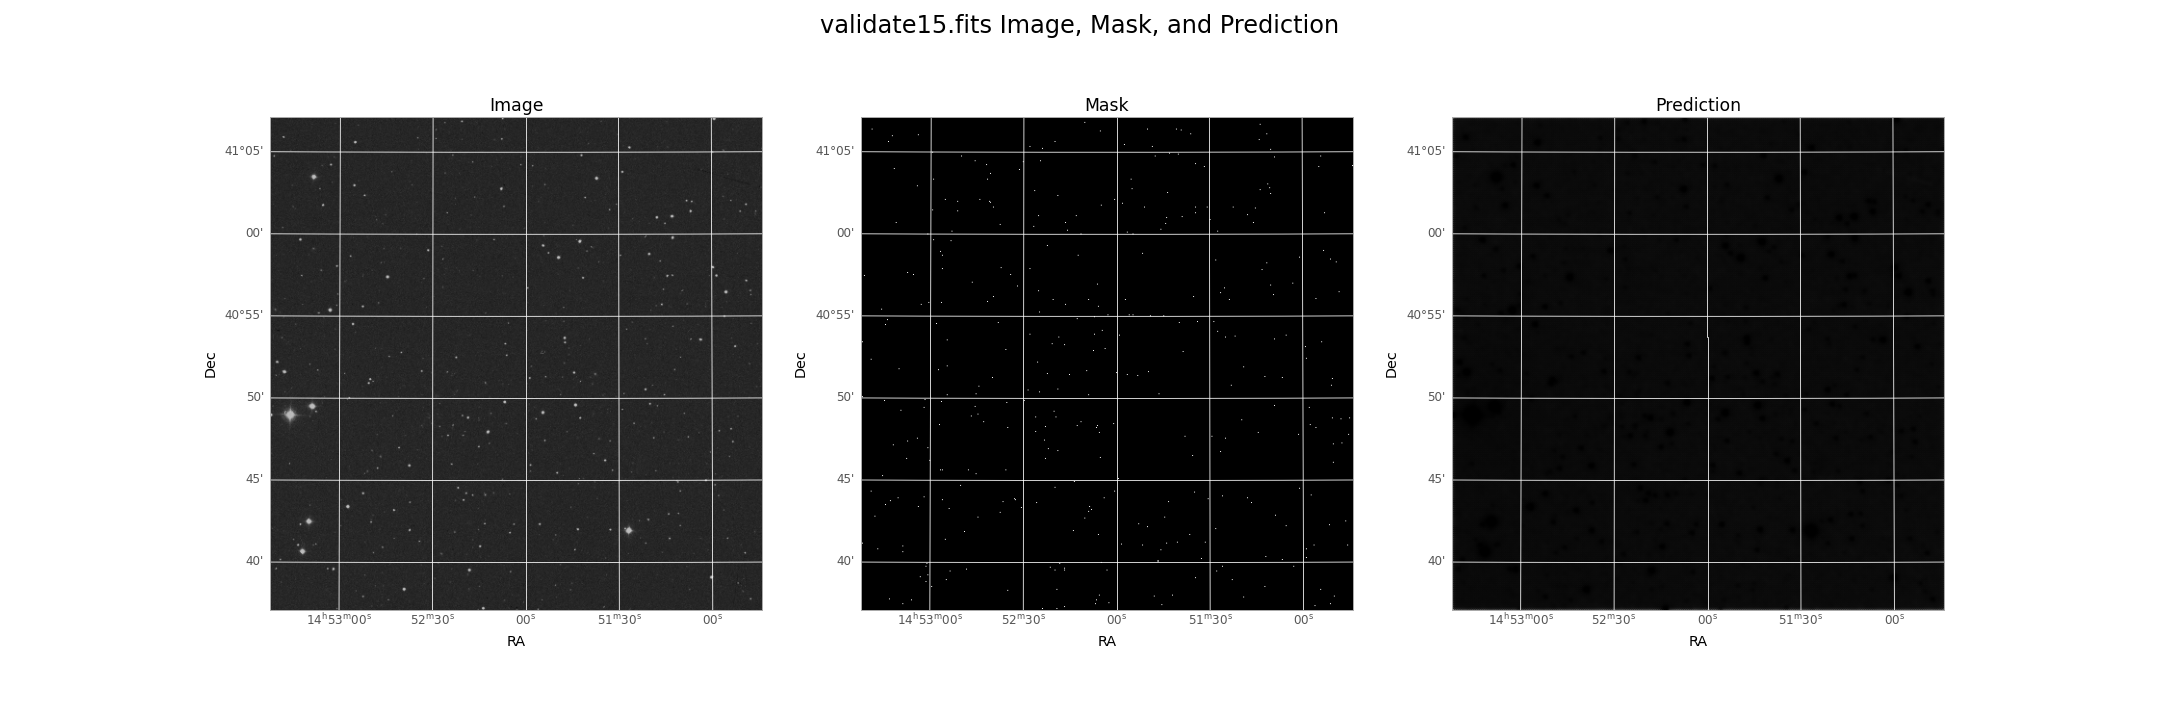 validate15.fits Image, Mask, and Prediction
Image
Mask
Prediction
41°05'
00'
40°55'
50'
45'
40'
Dec
14ʰ53ᵐ00ˢ
52ᵐ30ˢ
00ˢ
51ᵐ30ˢ
00ˢ
RA
41°05'
00'
40°55'
50'
45'
40'
Dec
14ʰ53ᵐ00ˢ
52ᵐ30ˢ
00ˢ
51ᵐ30ˢ
00ˢ
RA
41°05'
00'
40°55'
50'
45'
40'
Dec
14ʰ53ᵐ00ˢ
52ᵐ30ˢ
00ˢ
51ᵐ30ˢ
00ˢ
RA